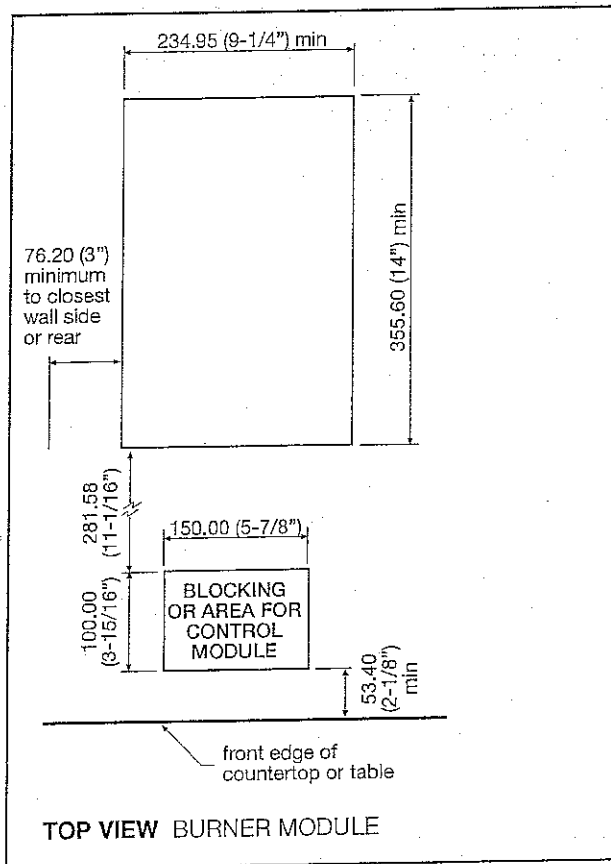 234.95 (9-1/4”) min
76.20 (3”)
minimum
to closest
wall side
or rear
355.60 (14”) min
281.58
(11-1/16”)
150.00 (5-7/8”)
BLOCKING
OR AREA FOR
CONTROL
MODULE
100.00
(3-15/16”)
53.40
(2-1/8”)
min
front edge of
countertop or table
TOP VIEW BURNER MODULE